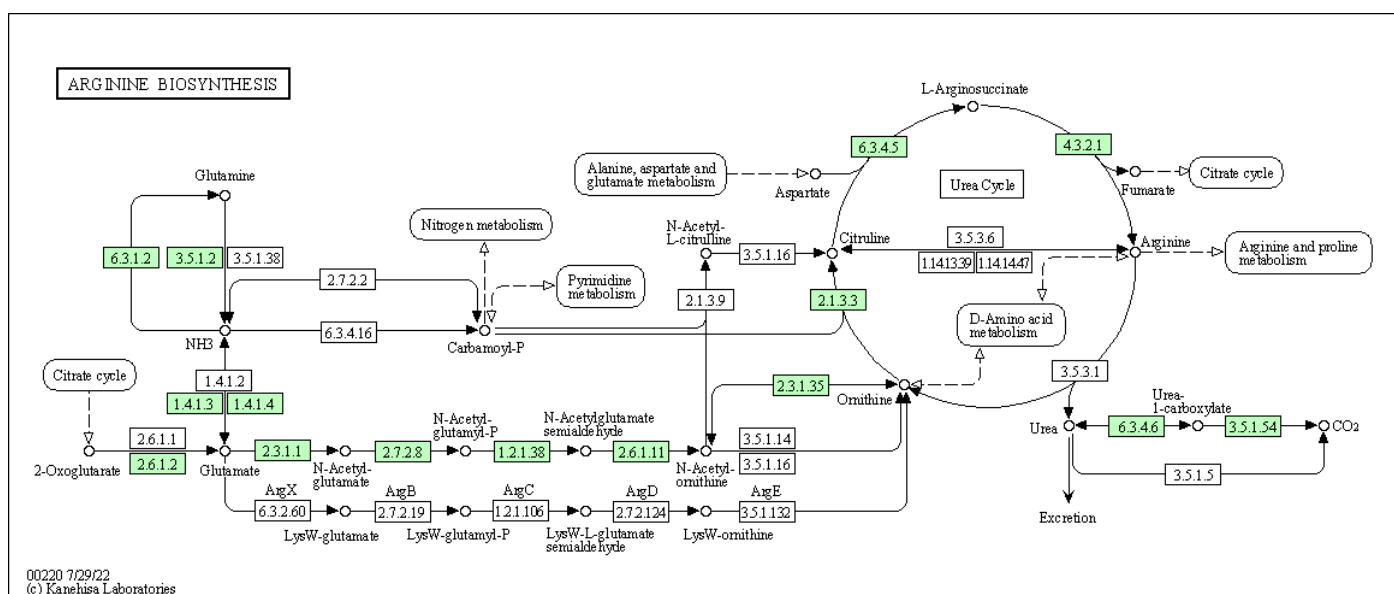 ARGININE BIOSYNTHESIS
L-Arginosuccinate
6.3.4.5
4.3.2.1
Alanine, aspartate and
glutamate metabolism
Aspartate
Urea Cycle
Fumarate
Citrate cycle
Glutamine
Nitrogen metabolism
N-Acetyl-
L-citrulline
Citruline
3.5.3.6
Arginine
Arginine and proline
metabolism
6.3.1.2
3.5.1.2
3.5.1.38
3.5.1.16
1.14.13.39
1.14.14.47
2.7.2.2
Pyrimidine
metabolism
2.1.3.9
2.1.3.3
D-Amino acid
metabolism
NH3
6.3.4.16
Carbamoyl-P
Citrate cycle
1.4.1.2
1.4.1.3
1.4.1.4
2.3.1.35
Ornithine
3.5.3.1
N-Acetyl-
glutamyl-P
N-Acetylglutamate
semialdehyde
Urea-
1-carboxylate
2.6.1.1
2.6.1.2
2-Oxoglutarate
Glutamate
2.3.1.1
N-Acetyl-
glutamate
2.7.2.8
1.2.1.38
2.6.1.11
N-Acetyl-
ornithine
3.5.1.14
3.5.1.16
Urea
6.3.4.6
3.5.1.54
CO2
3.5.1.5
ArgX
ArgB
ArgC
ArgD
ArgE
6.3.2.60
2.7.2.19
1.2.1.106
2.7.2.124
3.5.1.132
LysW-glutamate
LysW-glutamyl-P
LysW-L-glutamate
semialdehyde
LysW-ornithine
Excretion
00220 7/29/22
(c) Kanehisa Laboratories